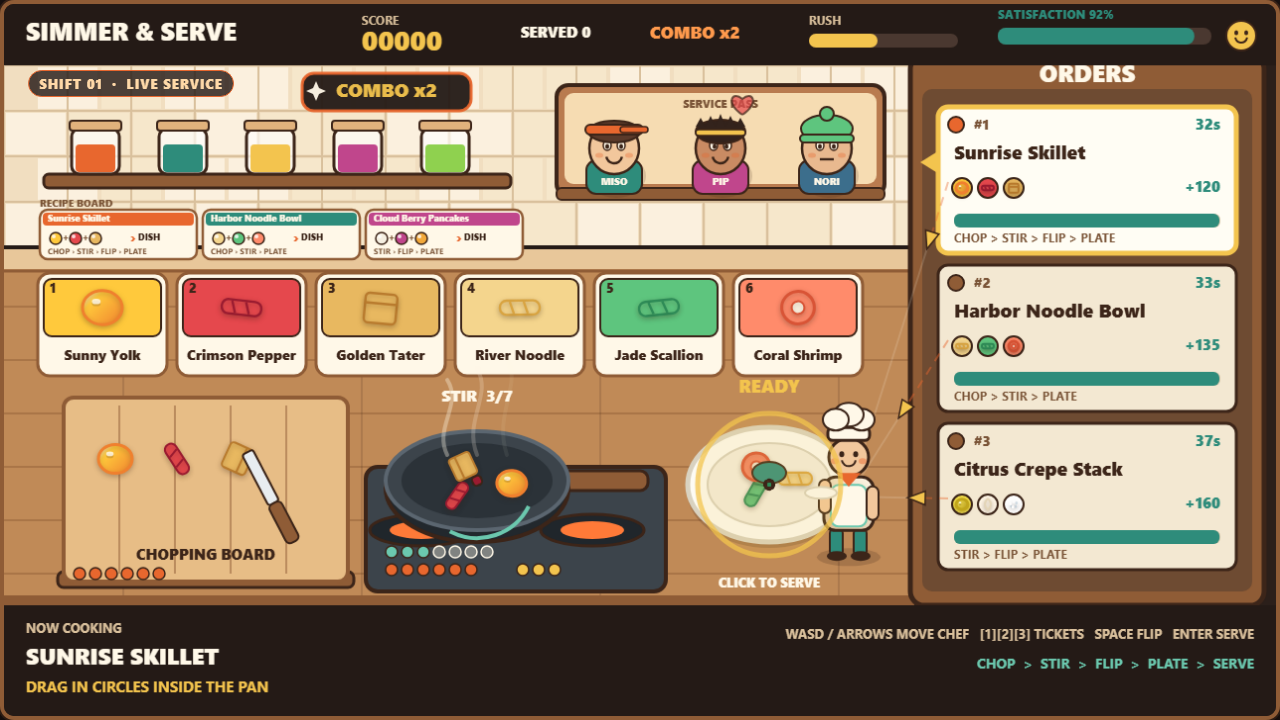 SIMMER & SERVE
SCORE
00000
SERVED 0
COMBO x2
RUSH
SATISFACTION 92%
SHIFT 01 · LIVE SERVICE
COMBO x2
SERVICE PASS
MISO
PIP
NORI
RECIPE BOARD
Sunrise Skillet
+ + > DISH
CHOP > STIR > FLIP > PLATE
Harbor Noodle Bowl
+ + > DISH
CHOP > STIR > PLATE
Cloud Berry Pancakes
+ + > DISH
STIR > FLIP > PLATE
1
Sunny Yolk
2
Crimson Pepper
3
Golden Tater
4
River Noodle
5
Jade Scallion
6
Coral Shrimp
CHOPPING BOARD
STIR 3/7
READY
CLICK TO SERVE
ORDERS
#1
32s
Sunrise Skillet
+120
CHOP > STIR > FLIP > PLATE
#2
33s
Harbor Noodle Bowl
+135
CHOP > STIR > PLATE
#3
37s
Citrus Crepe Stack
+160
STIR > FLIP > PLATE
NOW COOKING
SUNRISE SKILLET
DRAG IN CIRCLES INSIDE THE PAN
WASD / ARROWS MOVE CHEF [1][2][3] TICKETS SPACE FLIP ENTER SERVE
CHOP > STIR > FLIP > PLATE > SERVE